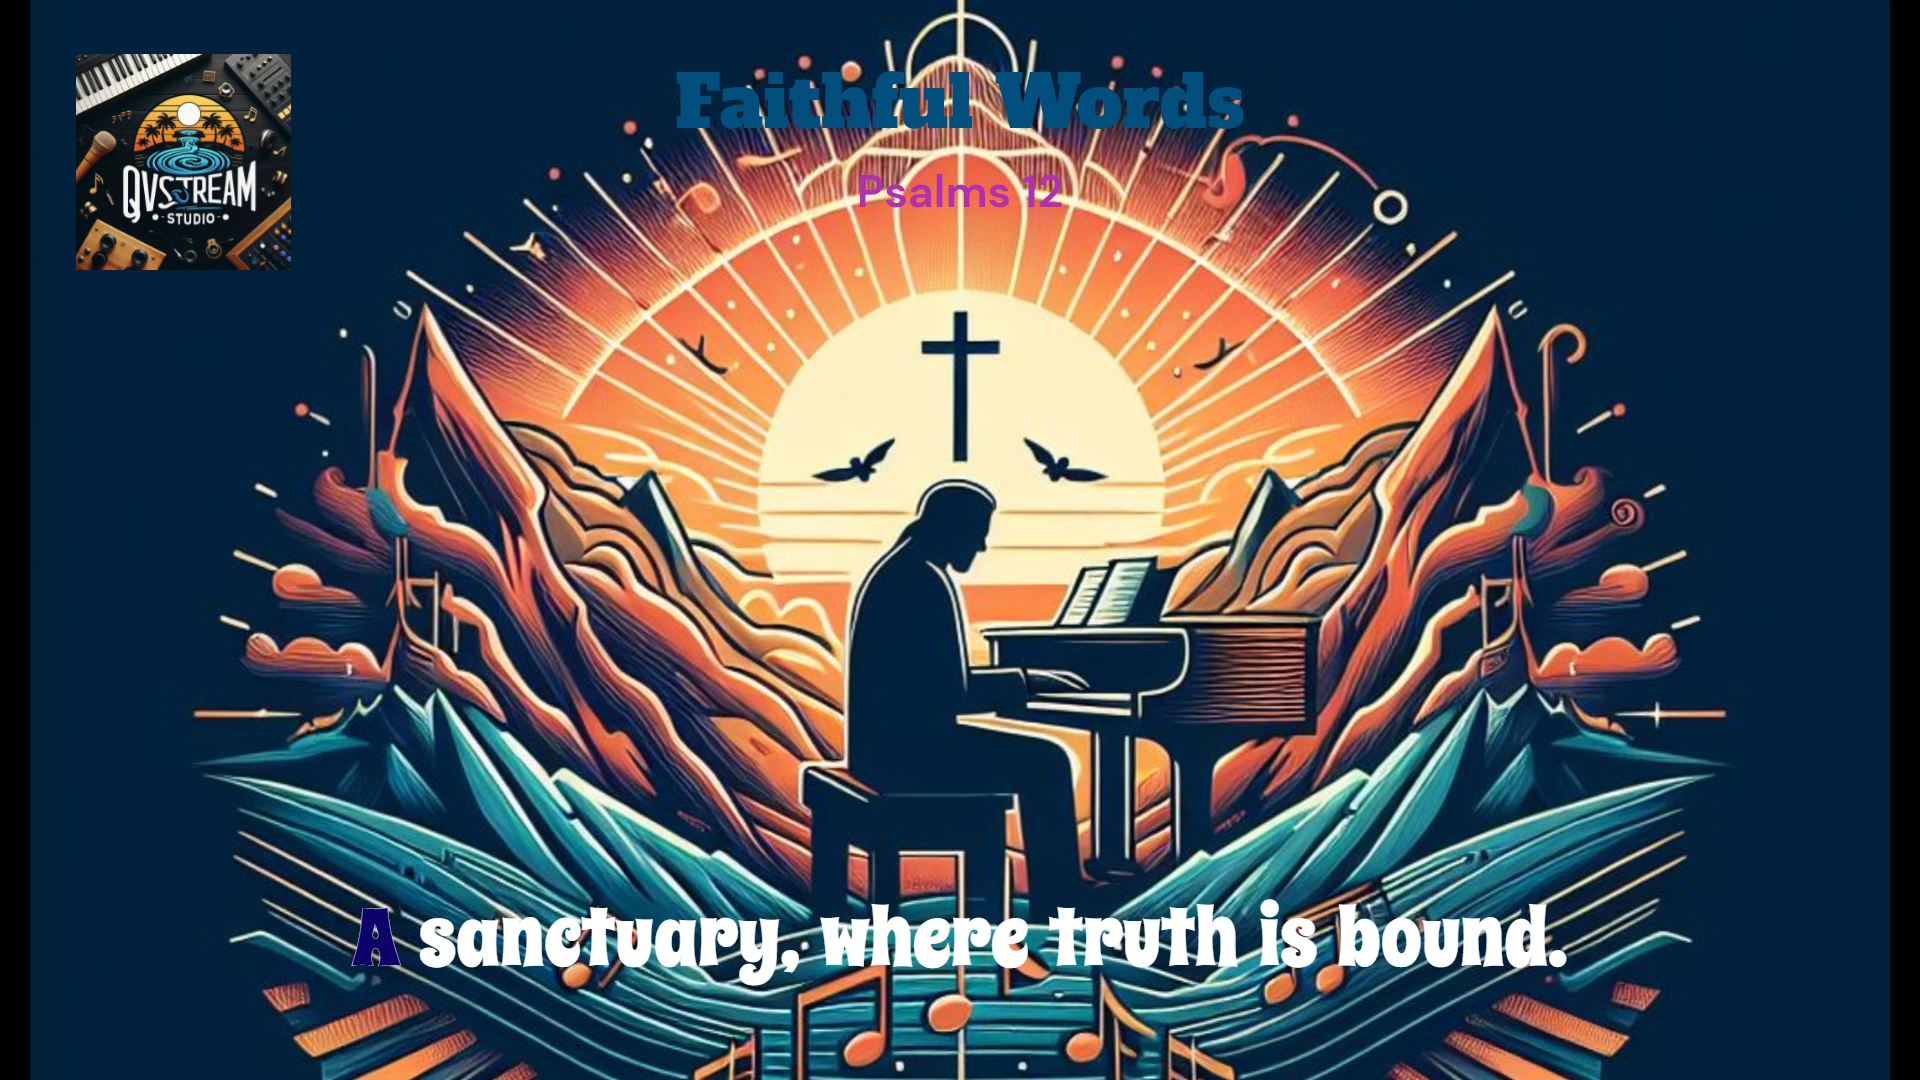 Faithful Words
Psalms 12
QVSTREAM
STUDIO
A sanctuary, where truth is bound.